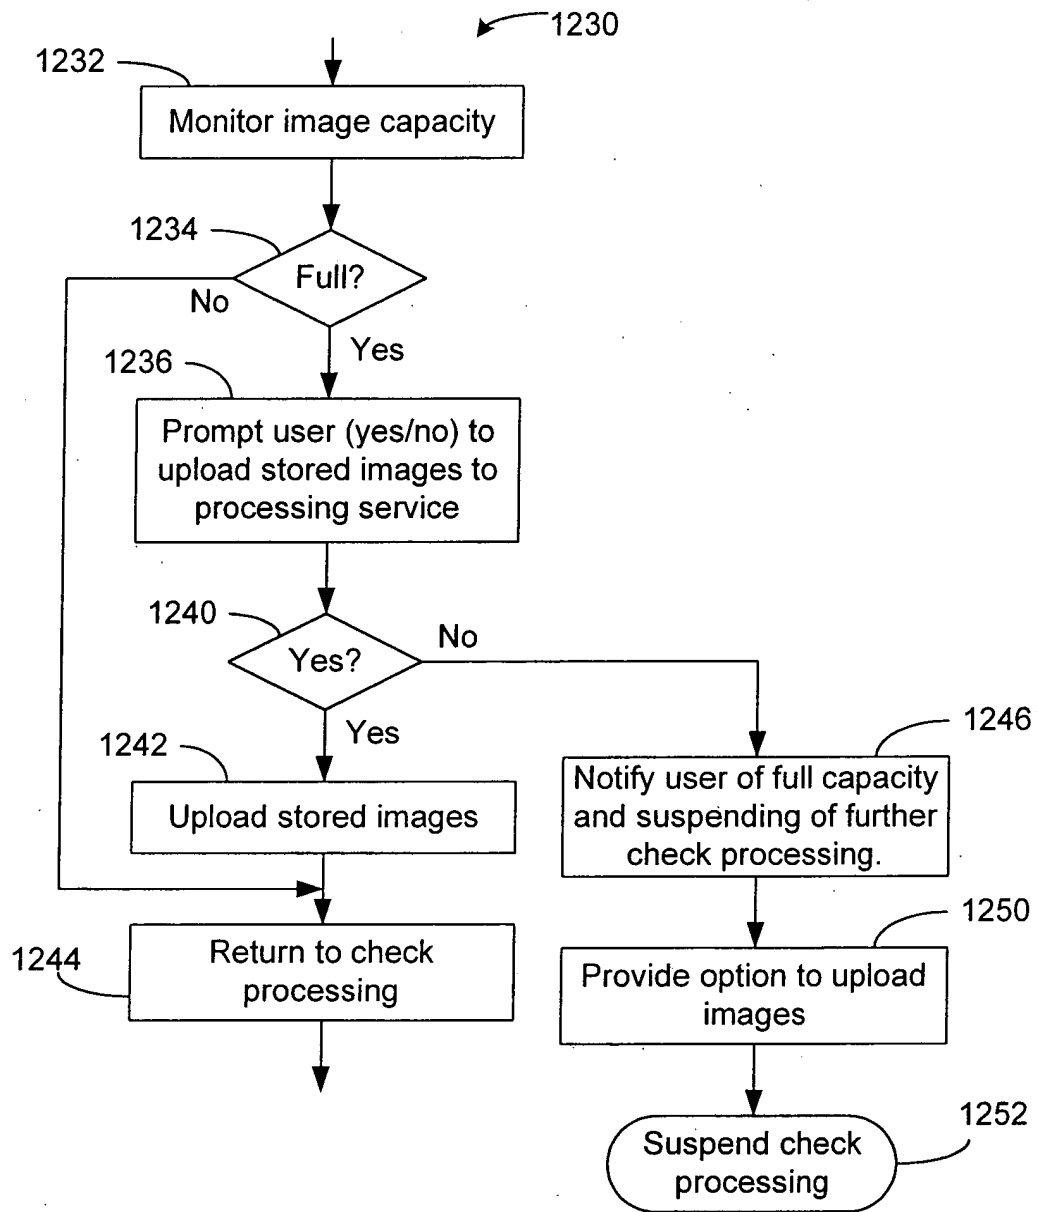 1230
1232
Monitor image capacity
1234
Full?
No
Yes
1236
Prompt user (yes/no) to
upload stored images to
processing service
1240
Yes?
No
Yes
1242
Upload stored images
1246
Notify user of full capacity
and suspending of further
check processing.
1244
Return to check
processing
1250
Provide option to upload
images
1252
Suspend check
processing